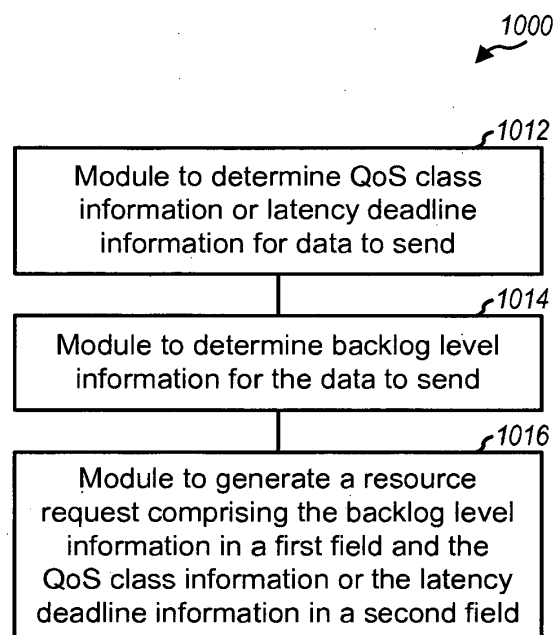 1000
1012
Module to determine QoS class
information or latency deadline
information for data to send
1014
Module to determine backlog level
information for the data to send
1016
Module to generate a resource
request comprising the backlog level
information in a first field and the
QoS class information or the latency
deadline information in a second field